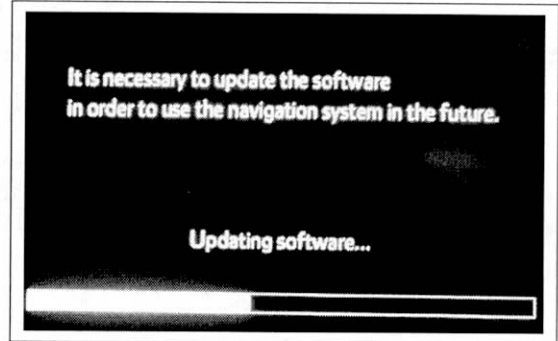 It is necessary to update the software
in order to use the navigation system in the future.
Updating software...